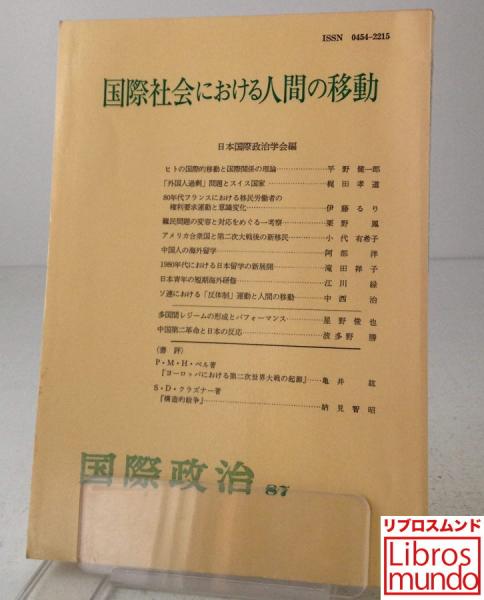 ISSN 0454-2215
国際社会における人間の移動
日本国際政治学会編
ヒトの国際的移動と国際関係の理論……平野健一郎
「外国人過剰」問題とスイス国家……梶田孝道
80年代フランスにおける移民労働者の
権利要求運動と意識変化……伊藤るり
難民問題の変容と対応をめぐる一考察……栗野鳳
アメリカ合衆国と第二次大戦後の新移民……小代有希子
中国人の海外留学……阿部洋
1980年代における日本留学の新展開……滝田祥子
日本青年の短期海外研修……江川緑
ソ連における「反体制」運動と人間の移動……中西治
多国間レジームの形成とパフォーマンス……星野俊也
中国第二革命と日本の反応……波多野勝
(書評)
P・M・H・ベル著
『ヨーロッパにおける第二次世界大戦の起源』……亀井紘
S・D・クラズナー著
『構造的紛争』……納見智昭
国際政治 87
リブロスムンド
Libros
mundo